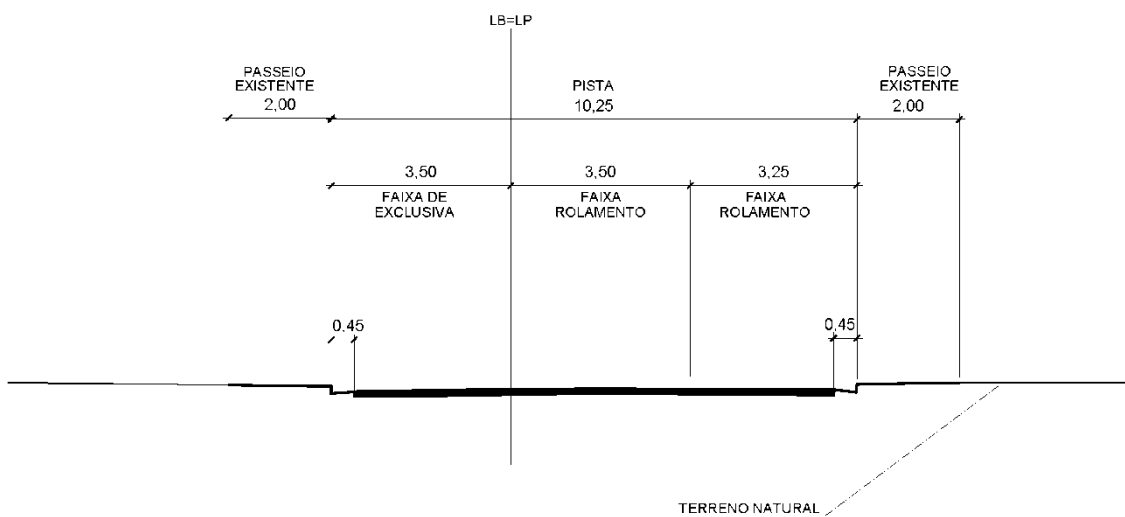 LB=LP
PASSEIO
EXISTENTE
2,00
PISTA
10,25
PASSEIO
EXISTENTE
2,00
3,50
FAIXA DE
EXCLUSIVA
3,50
FAIXA
ROLAMENTO
3,25
FAIXA
ROLAMENTO
0,45
0,45
TERRENO NATURAL